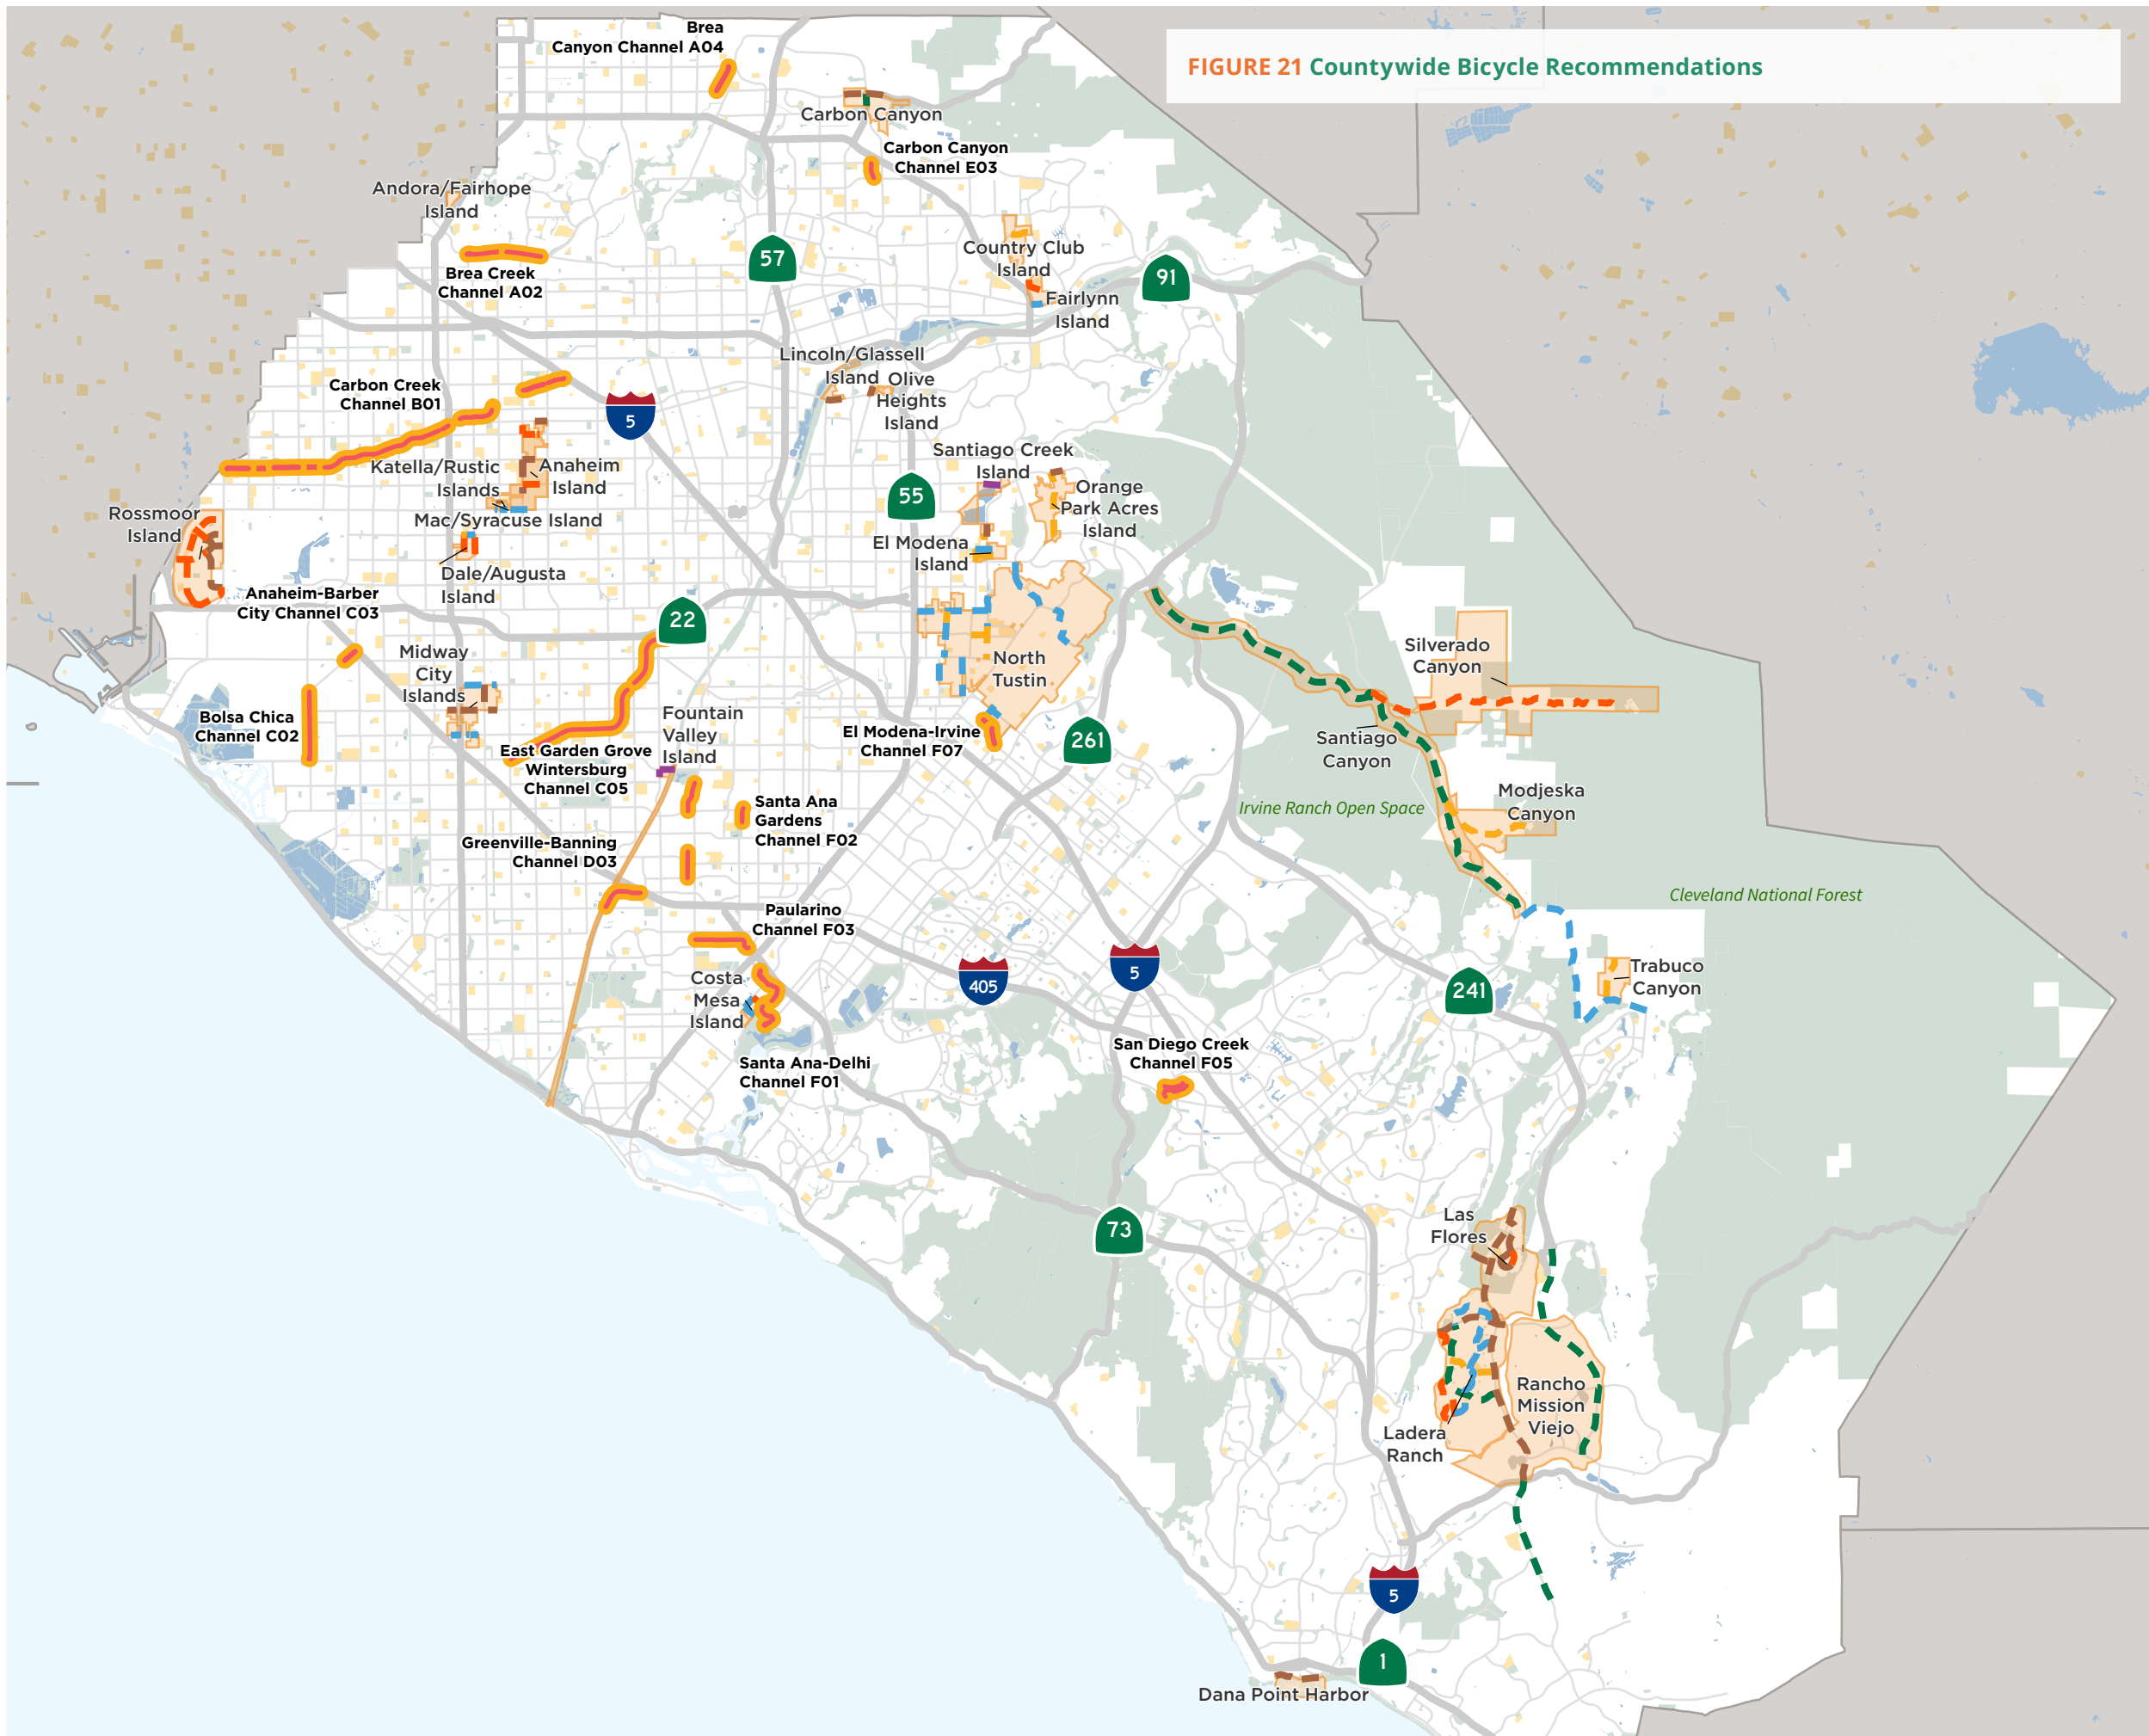 FIGURE 21 Countywide Bicycle Recommendations
Brea
Canyon Channel A04
Carbon Canyon
Carbon Canyon
Channel E03
Andora/Fairhope
Island
Brea Creek
Channel A02
57
Country Club
Island
91
Fairlynn
Island
Lincoln/Glassell
Island
Olive
Heights
Island
Carbon Creek
Channel B01
5
Katella/Rustic
Islands
Anaheim
Island
Santiago Creek
Island
55
Orange
Park Acres
Island
Rossmoor
Island
Mac/Syracuse Island
El Modena
Island
Dale/Augusta
Island
Anaheim-Barber
City Channel C03
22
Midway
City
Islands
North
Tustin
Silverado
Canyon
Bolsa Chica
Channel C02
Fountain
Valley
Island
East Garden Grove
Wintersburg
Channel C05
El Modena-Irvine
Channel F07
261
Santiago
Canyon
Irvine Ranch Open Space
Modjeska
Canyon
Santa Ana
Gardens
Channel F02
Greenville-Banning
Channel D03
Cleveland National Forest
Paularino
Channel F03
405
5
241
Trabuco
Canyon
Costa
Mesa
Island
Santa Ana-Delhi
Channel F01
San Diego Creek
Channel F05
73
Las
Flores
Rancho
Mission
Viejo
Ladera
Ranch
5
1
Dana Point Harbor